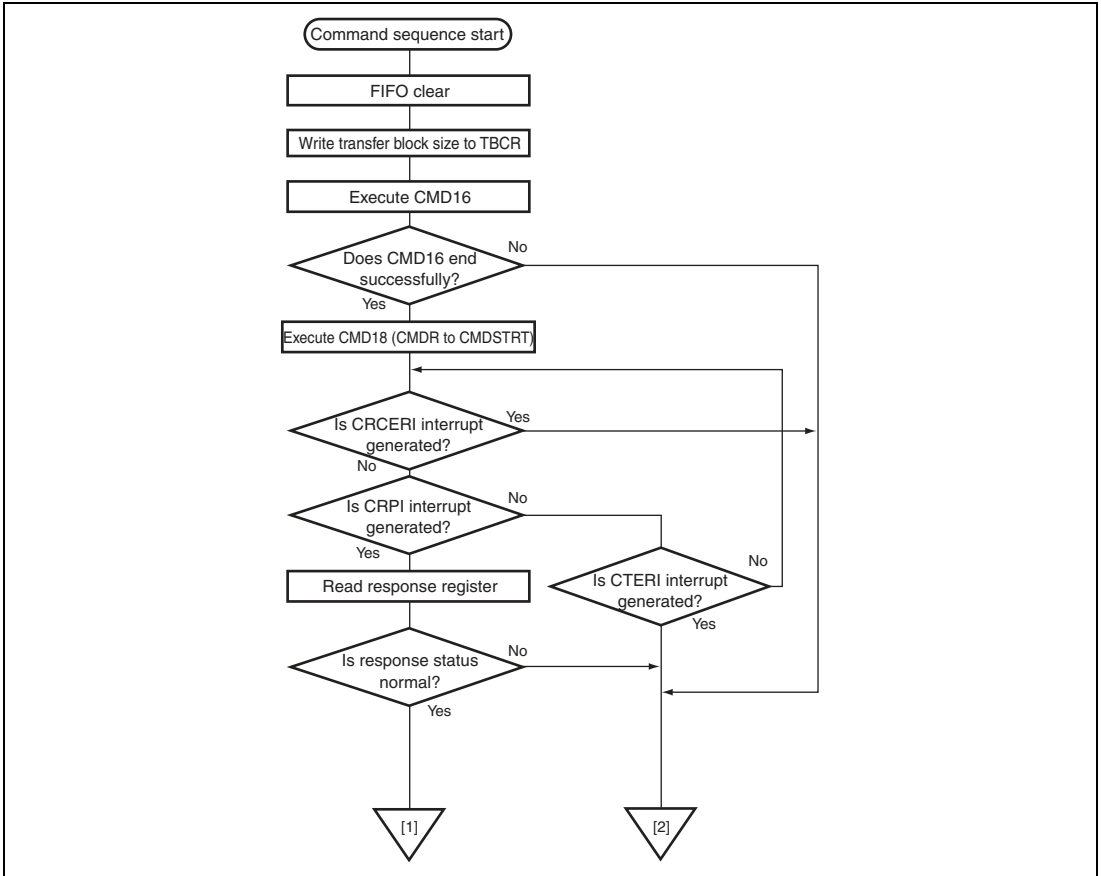 Command sequence start
FIFO clear
Write transfer block size to TBCR
Execute CMD16
No
Does CMD16 end
successfully?
Yes
Execute CMD18 (CMDR to CMDSTRT)
Yes
Is CRCERI interrupt
generated?
No
No
Is CRPI interrupt
generated?
Yes
No
Is CTERI interrupt
generated?
Yes
Read response register
No
Is response status
normal?
Yes
[1]
[2]